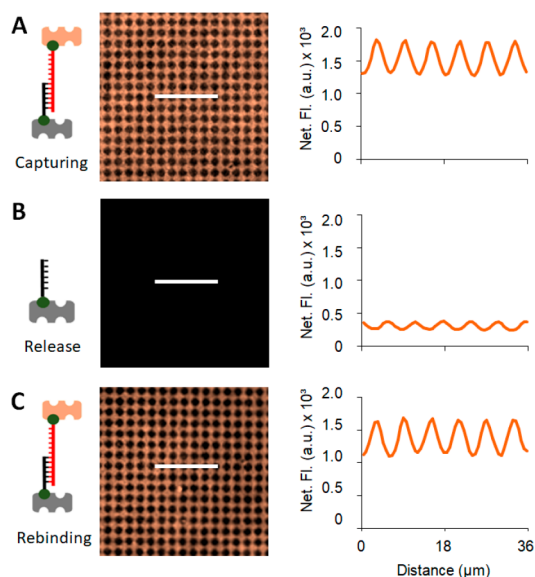 A
Capturing
Net. Fl. (a.u.) x 10³
2.0
1.5
1.0
0.5
0
B
Release
Net. Fl. (a.u.) x 10³
2.0
1.5
1.0
0.5
0
C
Rebinding
Net. Fl. (a.u.) x 10³
2.0
1.5
1.0
0.5
0
0 18 36
Distance (μm)